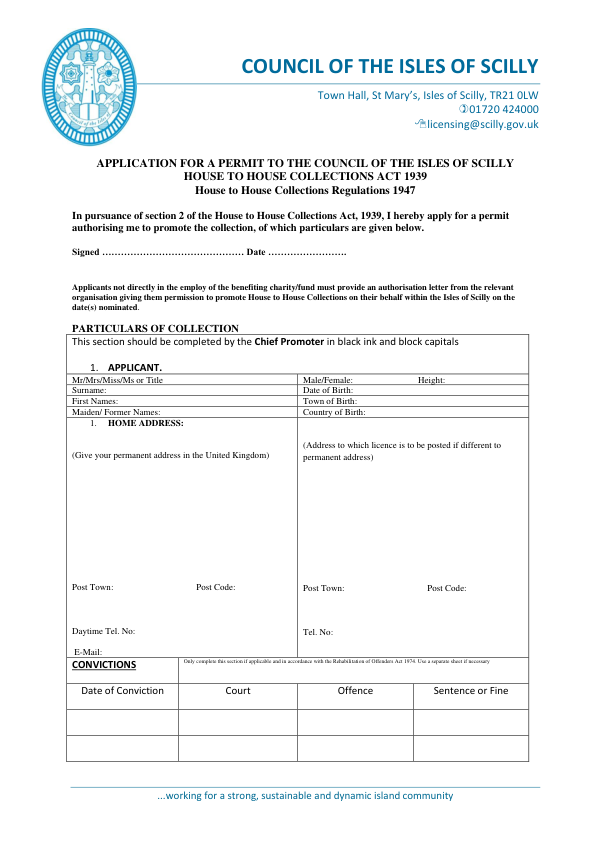 COUNCIL OF THE ISLES OF SCILLY
Town Hall, St Mary's, Isles of Scilly, TR21 0LW
01720 424000
licensing@scilly.gov.uk
APPLICATION FOR A PERMIT TO THE COUNCIL OF THE ISLES OF SCILLY
HOUSE TO HOUSE COLLECTIONS ACT 1939
House to House Collections Regulations 1947
In pursuance of section 2 of the House to House Collections Act, 1939, I hereby apply for a permit
authorising me to promote the collection, of which particulars are given below.
Signed ………………………………………. Date …………………….
Applicants not directly in the employ of the benefiting charity/fund must provide an authorisation letter from the relevant
organisation giving them permission to promote House to House Collections on their behalf within the Isles of Scilly on the
date(s) nominated.
PARTICULARS OF COLLECTION
This section should be completed by the Chief Promoter in black ink and block capitals
1. APPLICANT.
Mr/Mrs/Miss/Ms or Title
Male/Female: Height:
Surname:
Date of Birth:
First Names:
Town of Birth:
Maiden/ Former Names:
Country of Birth:
1. HOME ADDRESS:
(Give your permanent address in the United Kingdom)
(Address to which licence is to be posted if different to
permanent address)
Post Town: Post Code:
Post Town: Post Code:
Daytime Tel. No:
Tel. No:
E-Mail:
CONVICTIONS
Only complete this section if applicable and in accordance with the Rehabilitation of Offenders Act 1974: Use a separate sheet if necessary
Date of Conviction Court Offence Sentence or Fine
...working for a strong, sustainable and dynamic island community